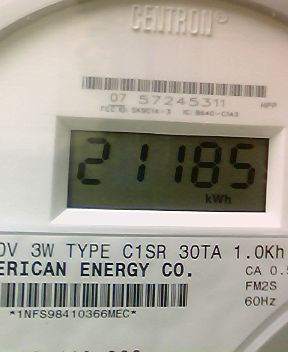 CENTRON
07 57245311 HPP
21185
kWh
0V 3W TYPE C1SR 30TA 1.0Kh
ERICAN ENERGY CO. CA 0.5
FM2S
*1NFS98410366MEC* 60Hz